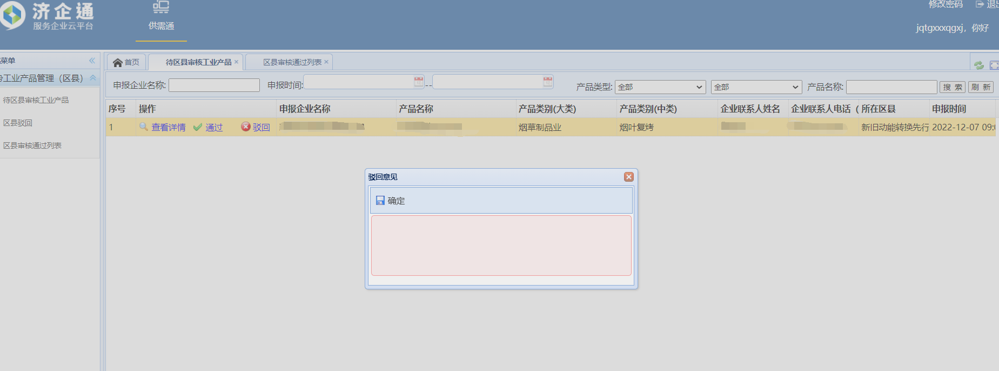 济企通
服务企业云平台
供需通
修改密码
jqtgxxxqgxj，你好
菜单
工业产品管理（区县）
待区县审核工业产品
区县驳回
区县审核通过列表
首页 待区县审核工业产品 区县审核通过列表
申报企业名称: 申报时间: -- 产品类型: 全部 全部 产品名称: 搜 索 刷 新
序号 操作 申报企业名称 产品名称 产品类别(大类) 产品类别(中类) 企业联系人姓名 企业联系人电话（ 所在区县 申报时间
1 查看详情 通过 驳回 烟草制品业 烟叶复烤 新旧动能转换先行 2022-12-07 09:
驳回意见
确定